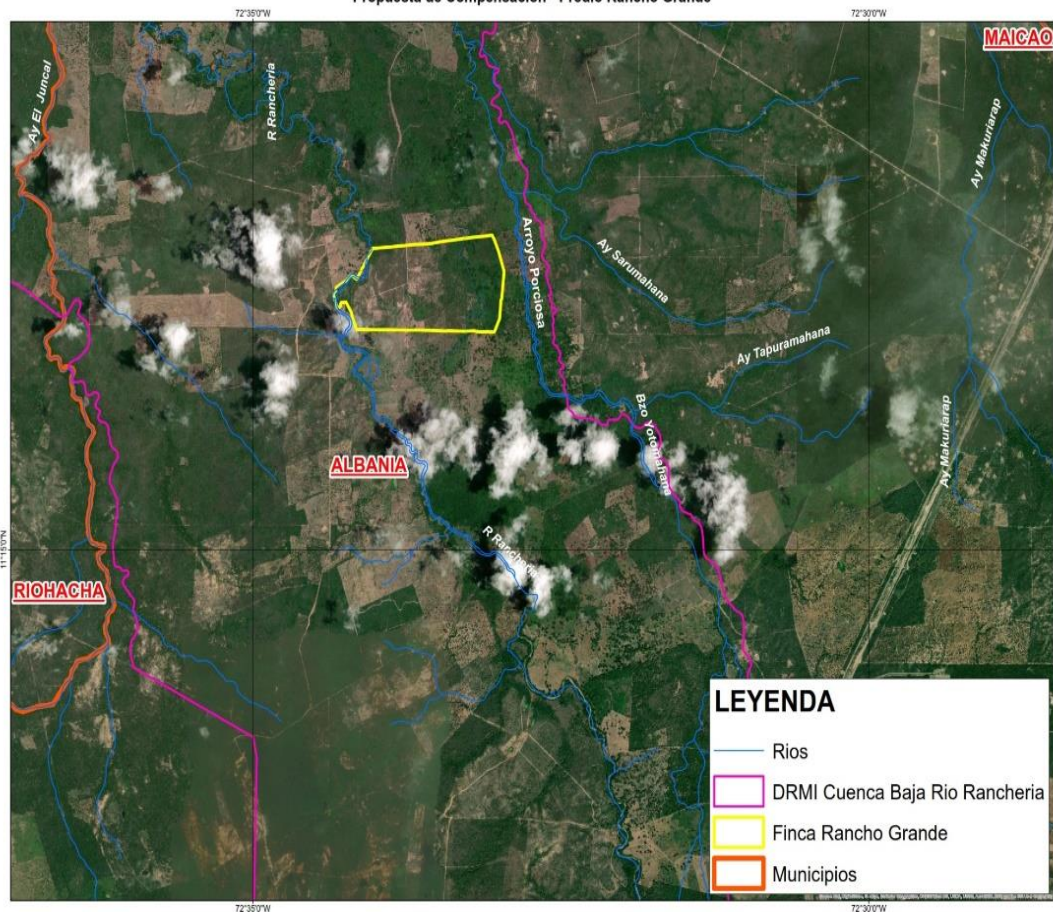 Propuesta de Compensación - Predio Rancho Grande
72°35'0"W
72°30'0"W
MAICAO
Ay El Juncal
R Rancheria
Ay Makuriarap
Arroyo Porciosa
Ay Sarumahana
Ay Tapuramahana
Bzo Yotomahana
Ay Makuriarap
ALBANIA
R Rancheria
11°15'0"N
RIOHACHA
LEYENDA
Rios
DRMI Cuenca Baja Rio Rancheria
Finca Rancho Grande
Municipios
72°35'0"W
72°30'0"W